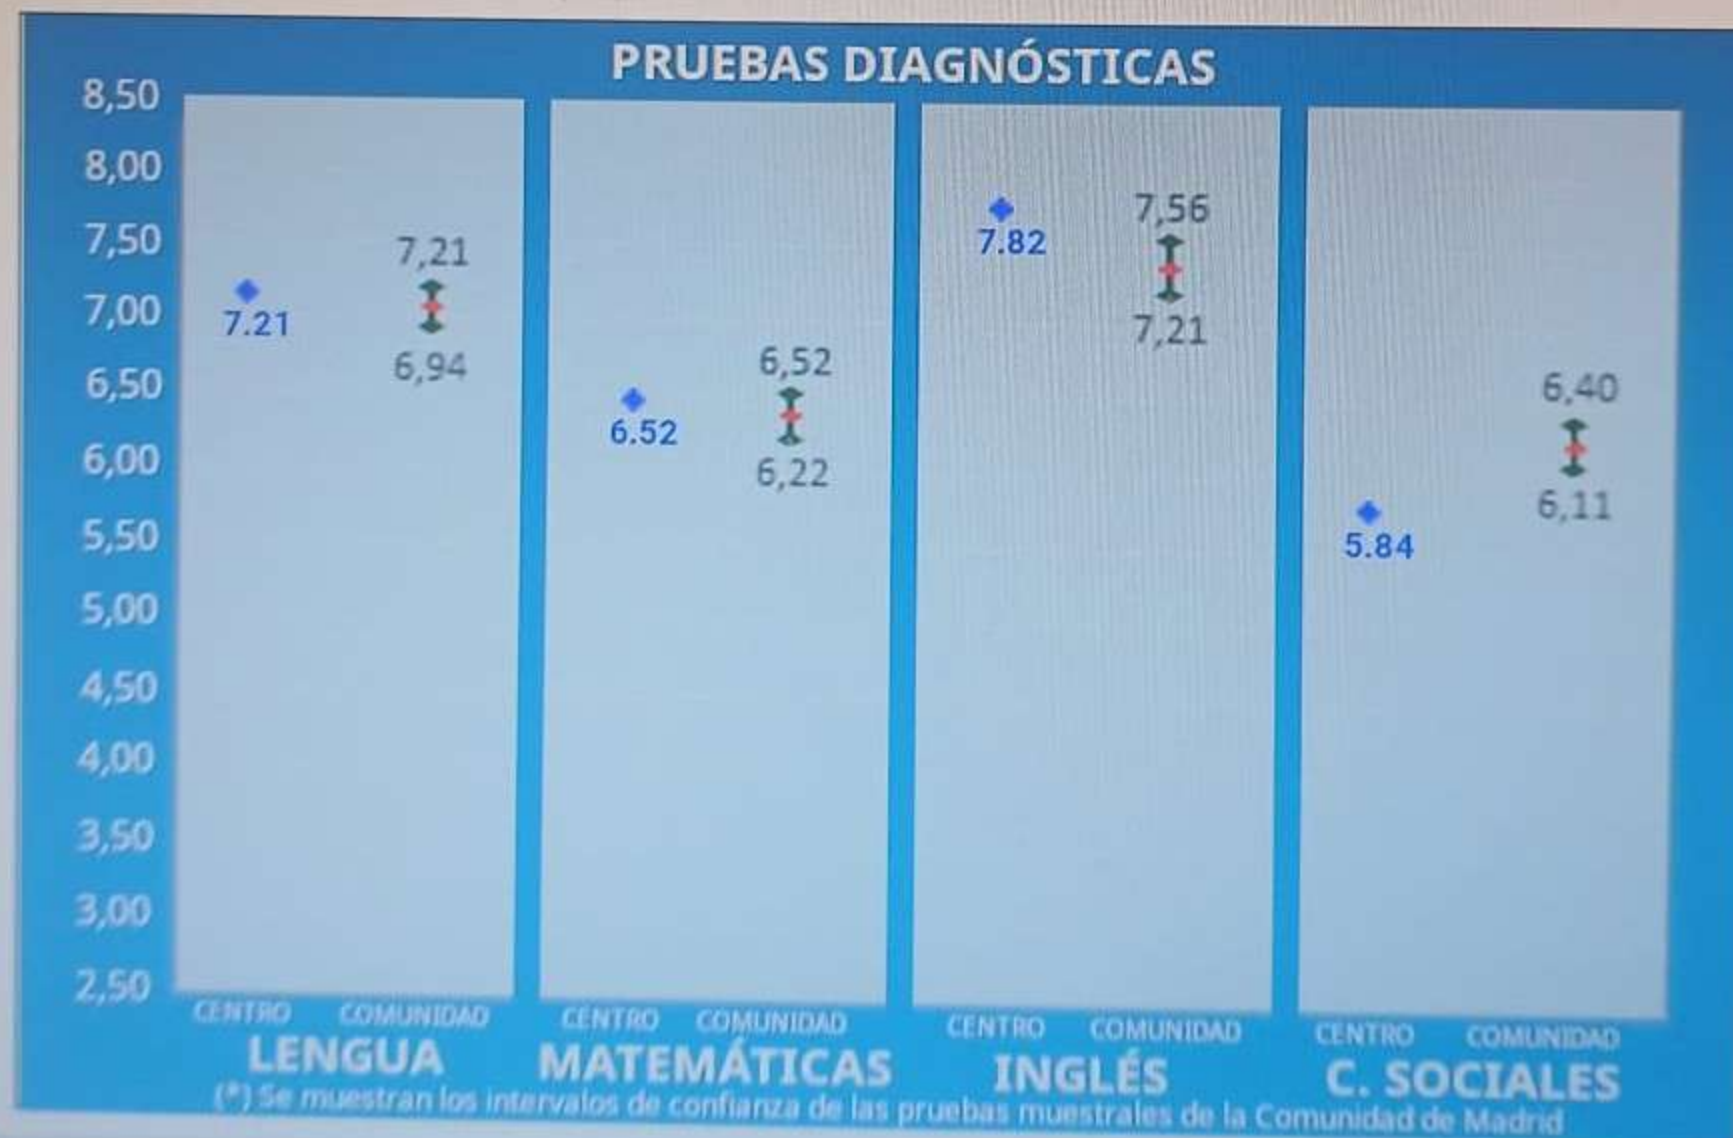 PRUEBAS DIAGNÓSTICAS
8,50
8,00
7,50
7,00
6,50
6,00
5,50
5,00
4,50
4,00
3,50
3,00
2,50
7.21
7,21
6,94
CENTRO COMUNIDAD
LENGUA
6.52
6,52
6,22
CENTRO COMUNIDAD
MATEMÁTICAS
7.82
7,56
7,21
CENTRO COMUNIDAD
INGLÉS
5.84
6,40
6,11
CENTRO COMUNIDAD
C. SOCIALES
(*) Se muestran los intervalos de confianza de las pruebas muestrales de la Comunidad de Madrid